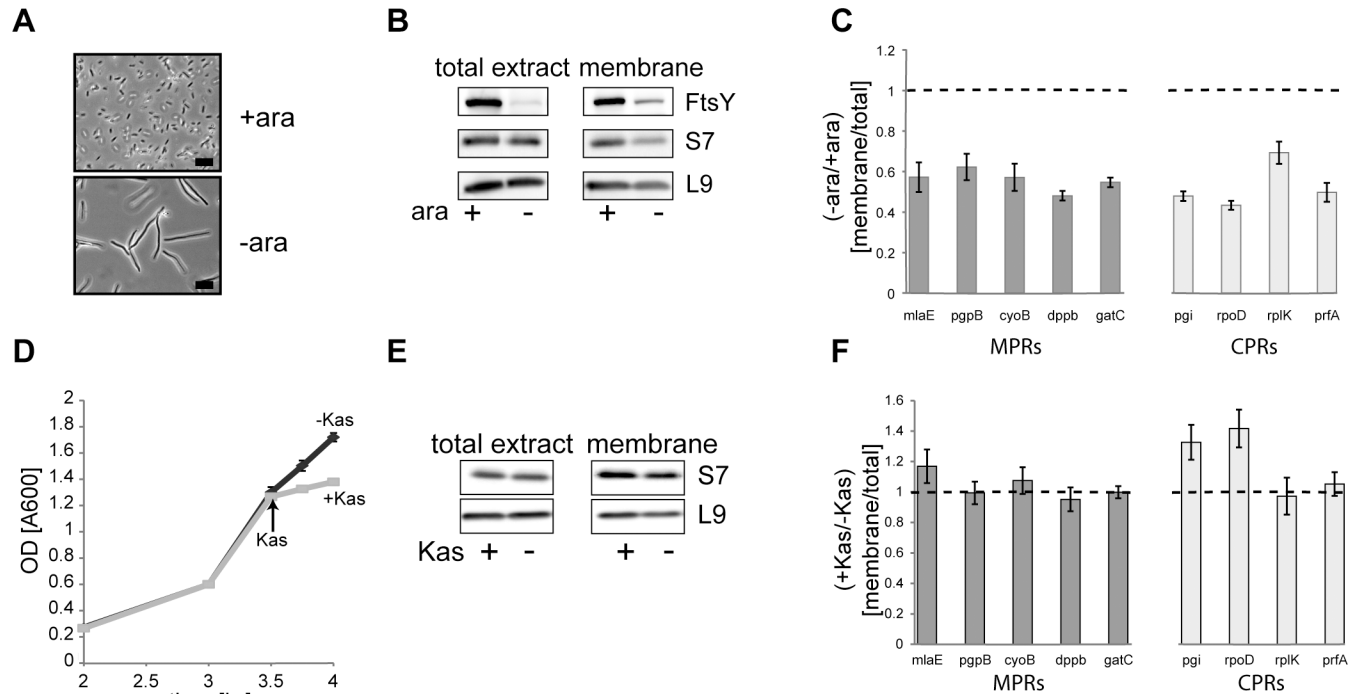 A
+ara
-ara
B
total extract membrane
FtsY
S7
L9
ara + - + -
C
(-ara/+ara)
[membrane/total]
1.2
1
0.8
0.6
0.4
0.2
0
mlaE pgpB cyoB dppb gatC
pgi rpoD rplK prfA
MPRs
CPRs
D
OD [A600]
2
1.8
1.6
1.4
1.2
1
0.8
0.6
0.4
0.2
0
-Kas
+Kas
Kas
2 2.5 3 3.5 4
E
total extract membrane
S7
L9
Kas + - + -
F
(+Kas/-Kas)
[membrane/total]
1.6
1.4
1.2
1
0.8
0.6
0.4
0.2
0
mlaE pgpB cyoB dppb gatC
pgi rpoD rplK prfA
MPRs
CPRs